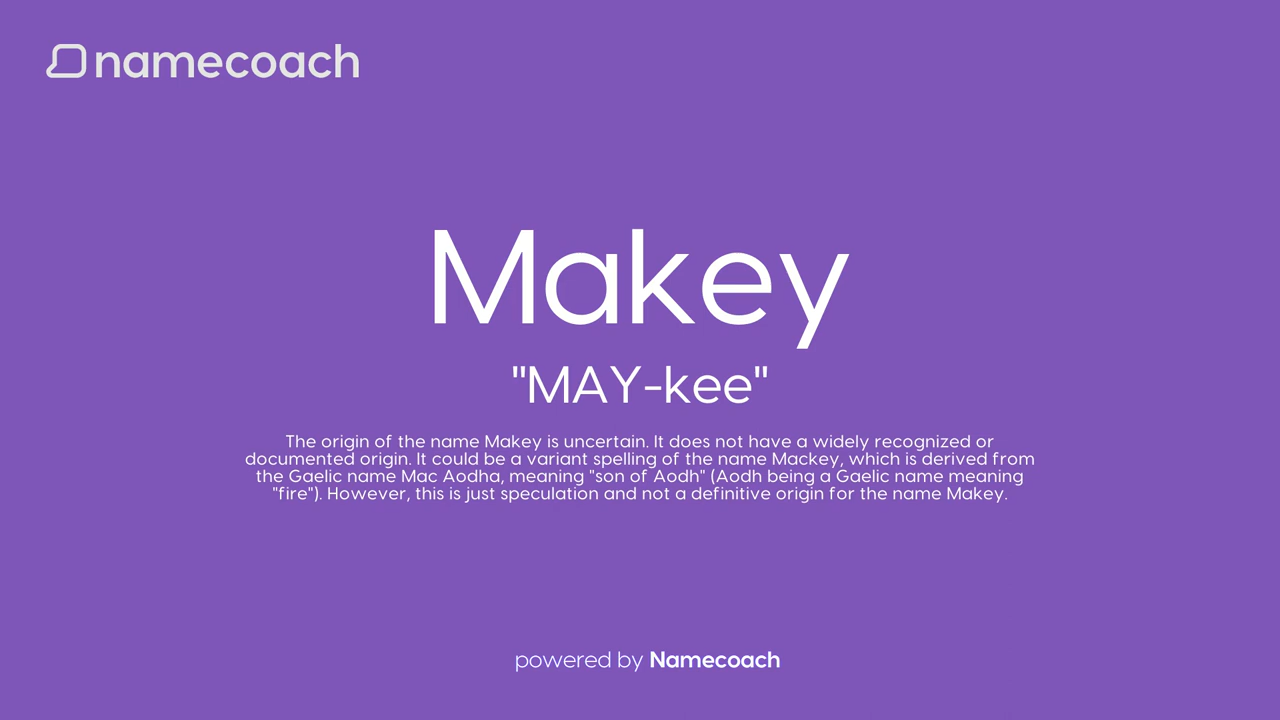 namecoach
Makey
"MAY-kee"
The origin of the name Makey is uncertain. It does not have a widely recognized or
documented origin. It could be a variant spelling of the name Mackey, which is derived from
the Gaelic name Mac Aodha, meaning "son of Aodh" (Aodh being a Gaelic name meaning
"fire"). However, this is just speculation and not a definitive origin for the name Makey.
powered by Namecoach